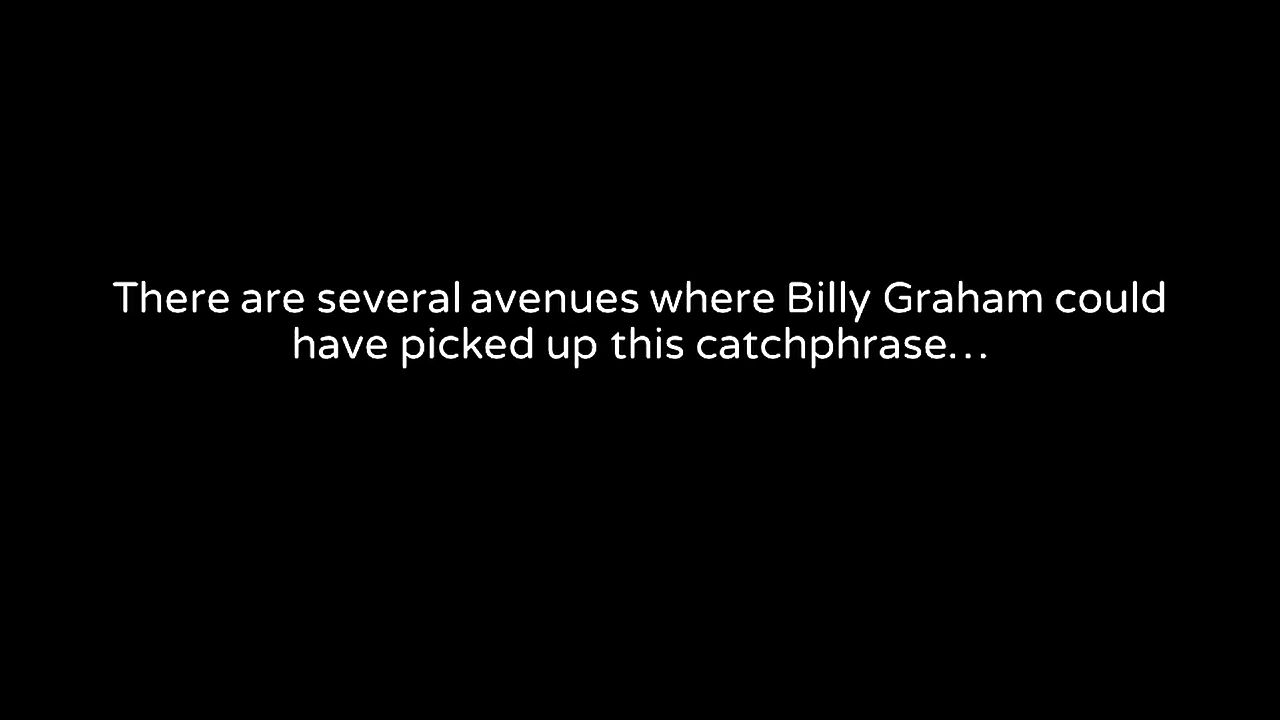 There are several avenues where Billy Graham could
have picked up this catchphrase…